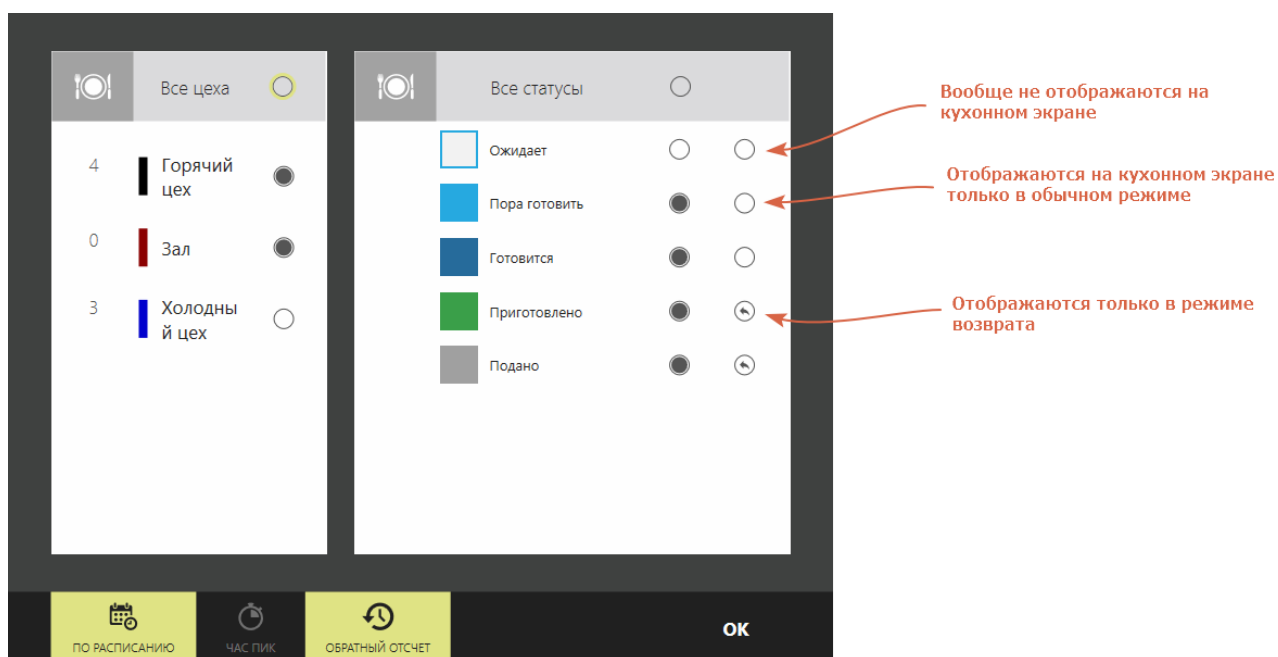 Все цеха
4
Горячий
цех
0
Зал
3
Холодны
й цех
Все статусы
Ожидает
Пора готовить
Готовится
Приготовлено
Подано
Вообще не отображаются на
кухонном экране
Отображаются на кухонном экране
только в обычном режиме
Отображаются только в режиме
возврата
ПО РАСПИСАНИЮ
ЧАС ПИК
ОБРАТНЫЙ ОТСЧЕТ
ОК